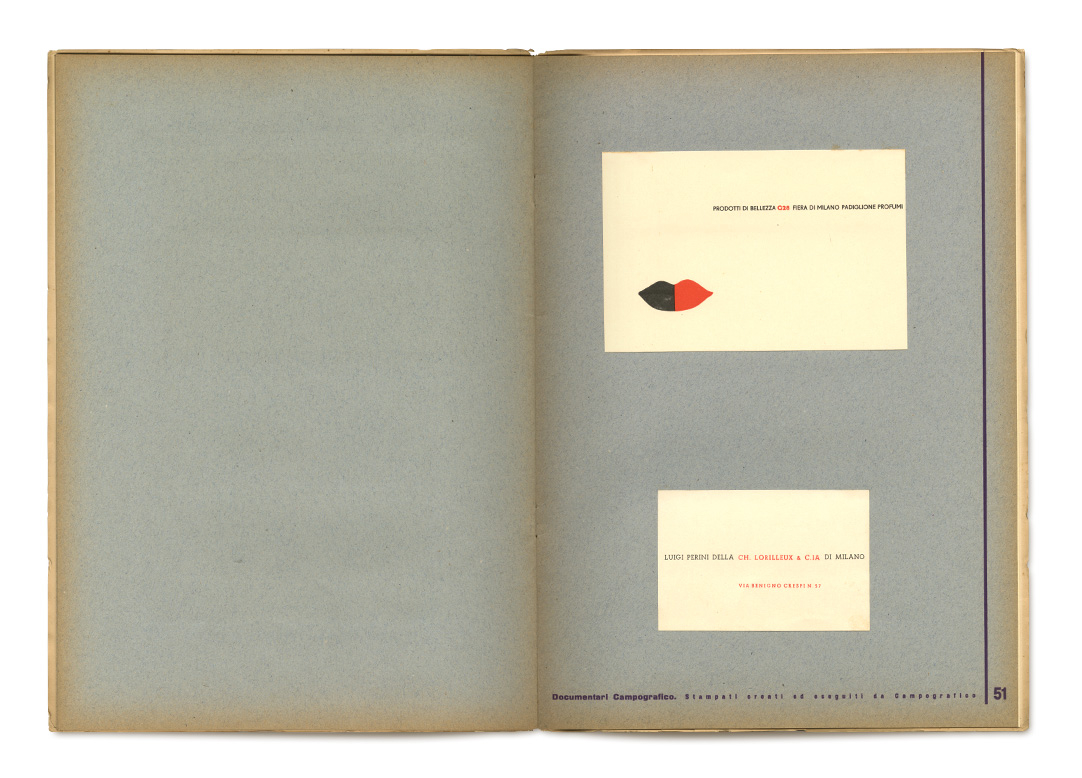 PRODOTTI DI BELLEZZA G28 FIERA DI MILANO PADIGLIONE PROFUMI
LUIGI PERINI DELLA CH. LORILLEUX & C.IA DI MILANO
VIA BENIGNO CRESPI N 57
Documentari Campografico. Stampati creati ed eseguiti da Campografico
51